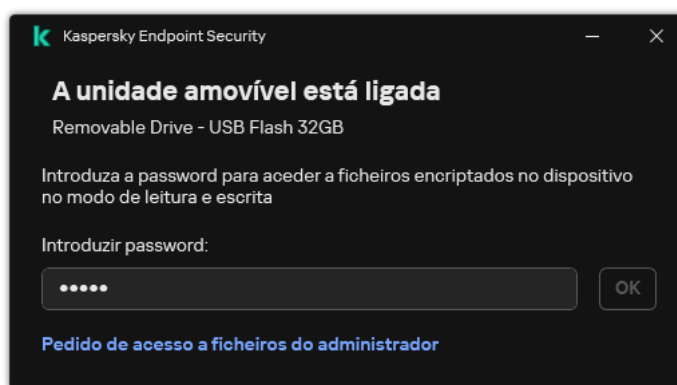 Kaspersky Endpoint Security
A unidade amovível está ligada
Removable Drive - USB Flash 32GB
Introduza a password para aceder a ficheiros encriptados no dispositivo
no modo de leitura e escrita
Introduzir password:
•••••
OK
Pedido de acesso a ficheiros do administrador